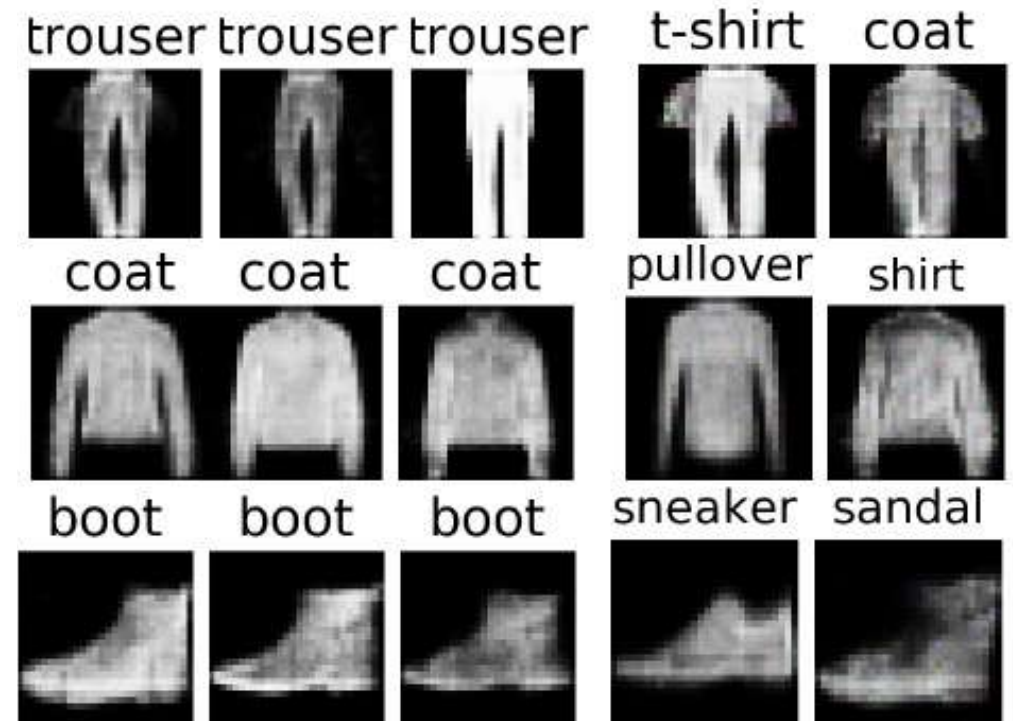 trouser trouser trouser t-shirt coat
coat coat coat pullover shirt
boot boot boot sneaker sandal